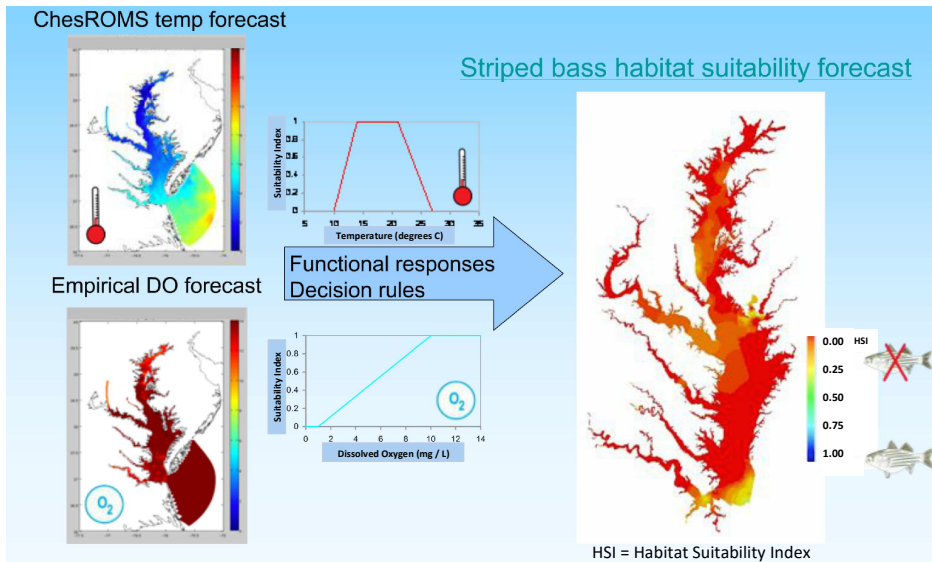 ChesROMS temp forecast
Striped bass habitat suitability forecast
Suitability Index
1
0.8
0.6
0.4
0.2
0
5
10
15
20
25
30
35
Temperature (degrees C)
Functional responses
Decision rules
Empirical DO forecast
Suitability Index
1
0.8
0.6
0.4
0.2
0
0
2
4
6
8
10
12
14
O2
Dissolved Oxygen (mg / L)
O2
HSI
0.00
0.25
0.50
0.75
1.00
HSI = Habitat Suitability Index